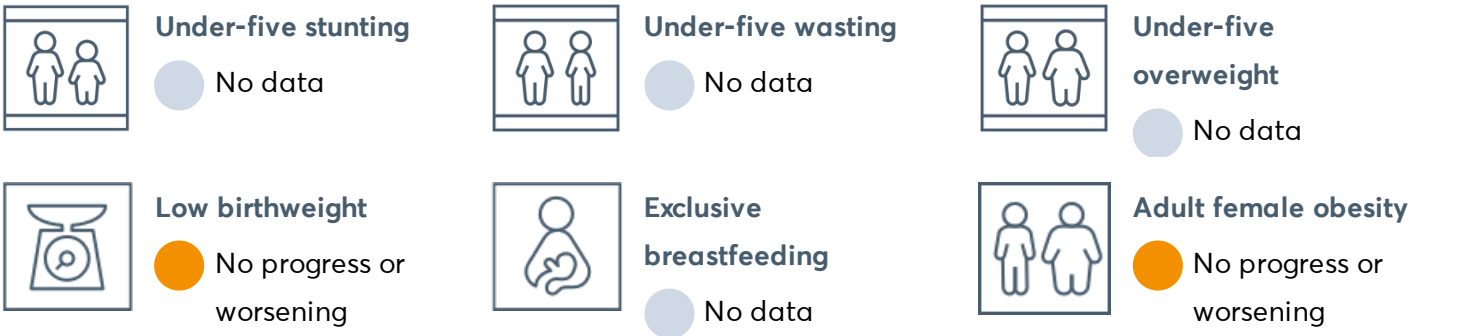 Under-five stunting
No data
Under-five wasting
No data
Under-five
overweight
No data
Low birthweight
No progress or
worsening
Exclusive
breastfeeding
No data
Adult female obesity
No progress or
worsening